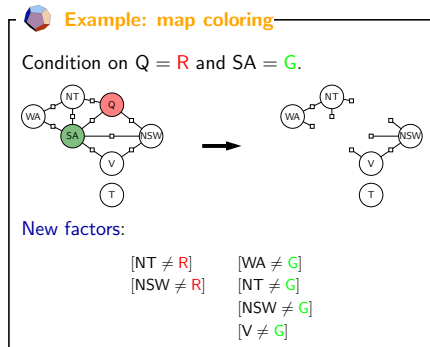 Example: map coloring
Condition on Q = R and SA = G.
NT
Q
WA
SA
NSW
V
T
NT
WA
NSW
V
T
New factors:
[NT ≠ R] [WA ≠ G]
[NSW ≠ R] [NT ≠ G]
[NSW ≠ G]
[V ≠ G]